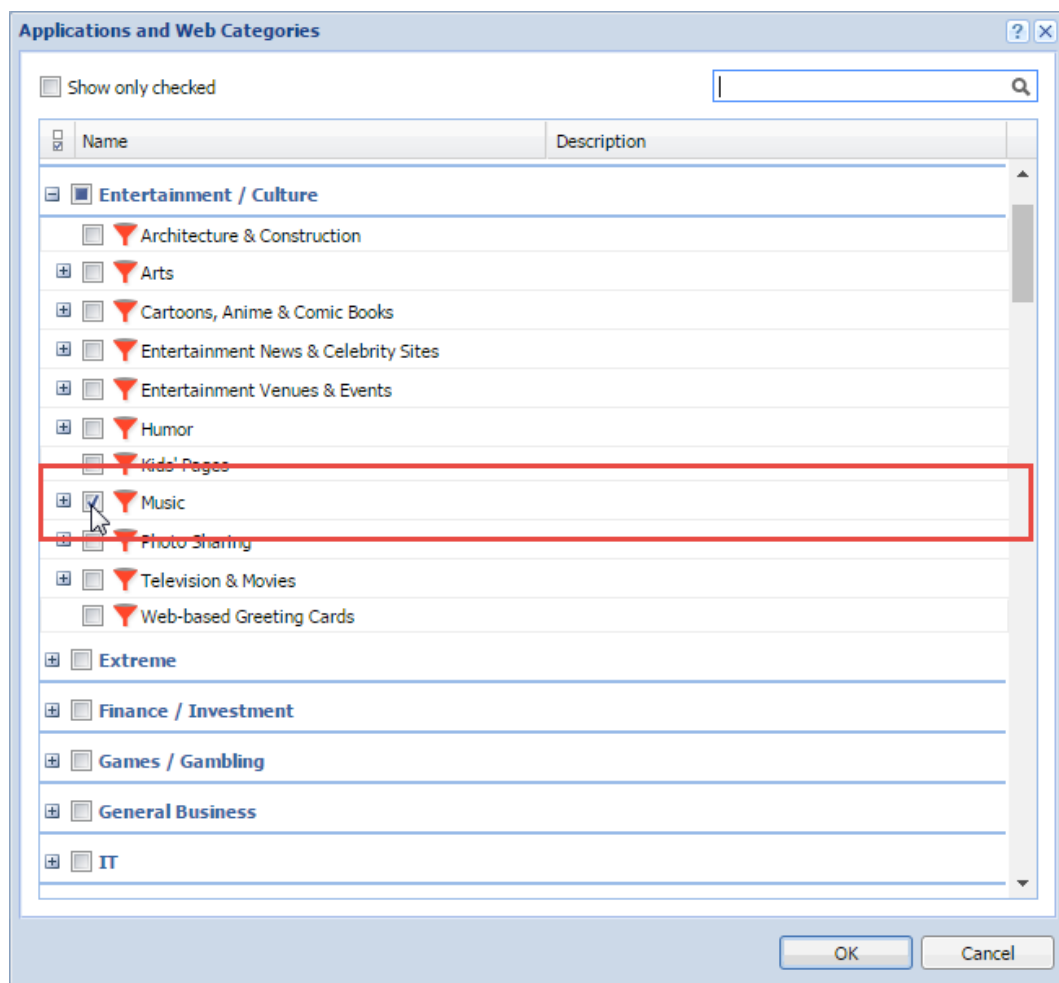 Applications and Web Categories
Show only checked
Name Description
Entertainment / Culture
Architecture & Construction
Arts
Cartoons, Anime & Comic Books
Entertainment News & Celebrity Sites
Entertainment Venues & Events
Humor
Kids' Pages
Music
Photo Sharing
Television & Movies
Web-based Greeting Cards
Extreme
Finance / Investment
Games / Gambling
General Business
IT
OK Cancel